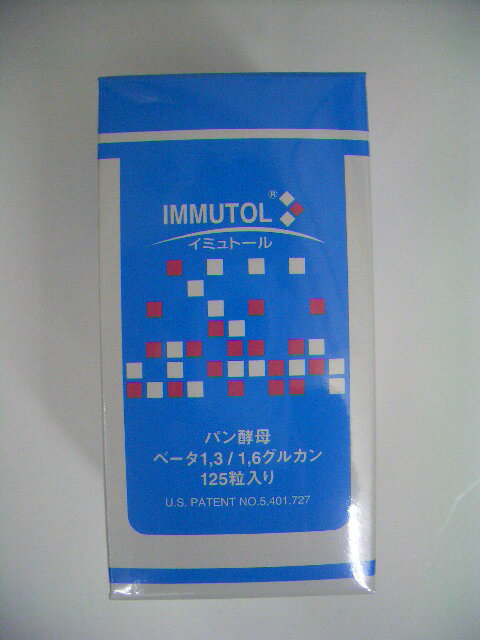 IMMUTOL®
イミュトール
パン酵母
ベータ1,3 / 1,6グルカン
125粒入り
U.S. PATENT NO.5,401,727